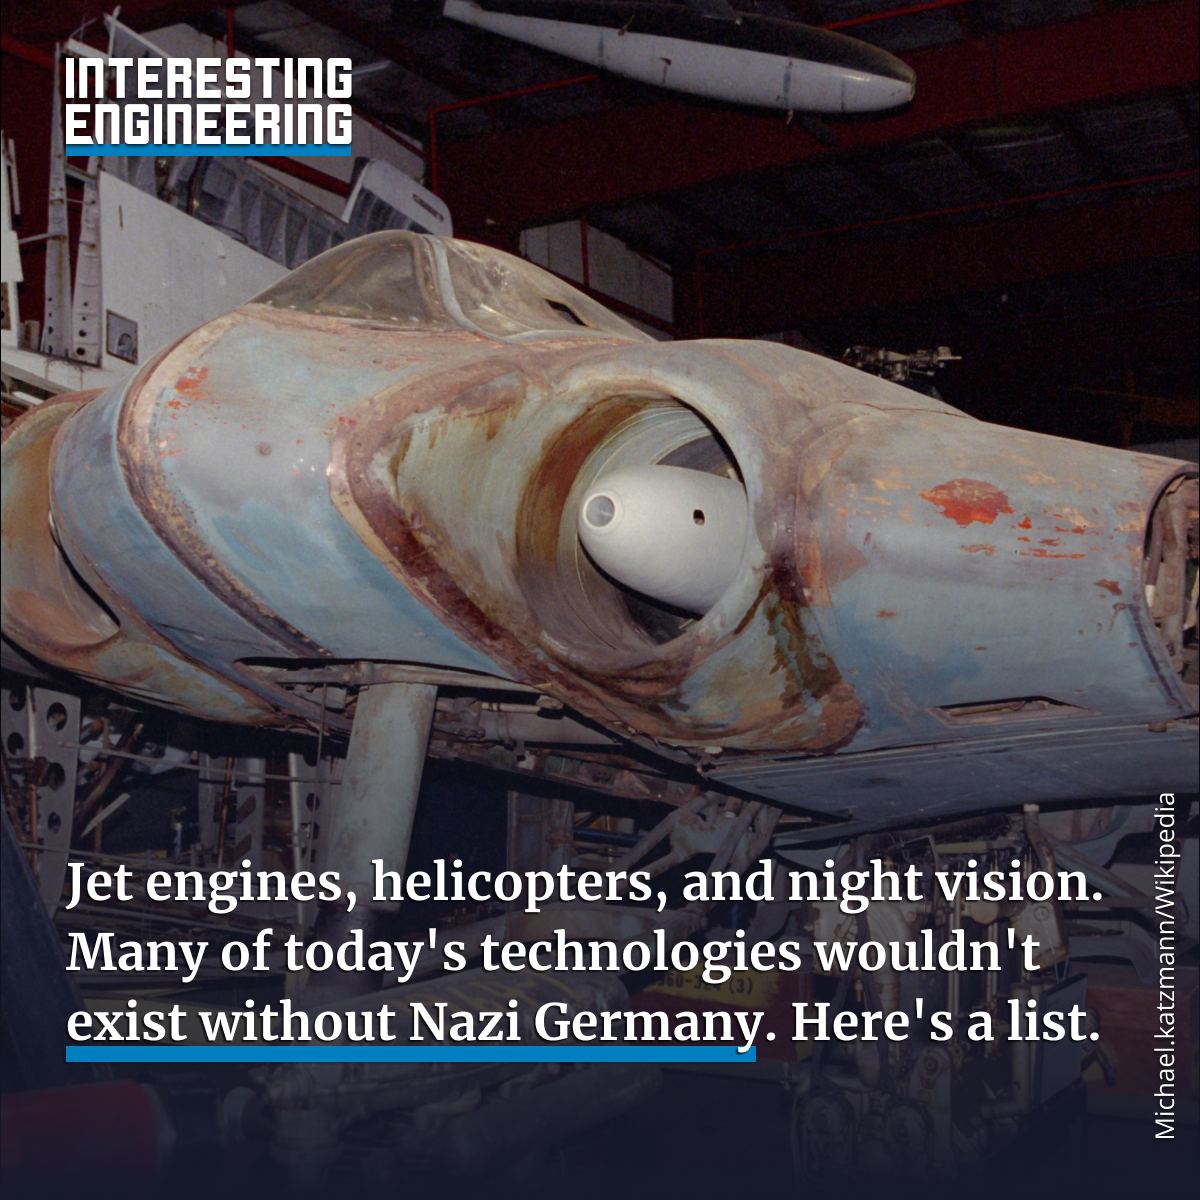 INTERESTING
ENGINEERING
Jet engines, helicopters, and night vision.
Many of today's technologies wouldn't
exist without Nazi Germany. Here's a list.
Michael.katzmann/Wikipedia